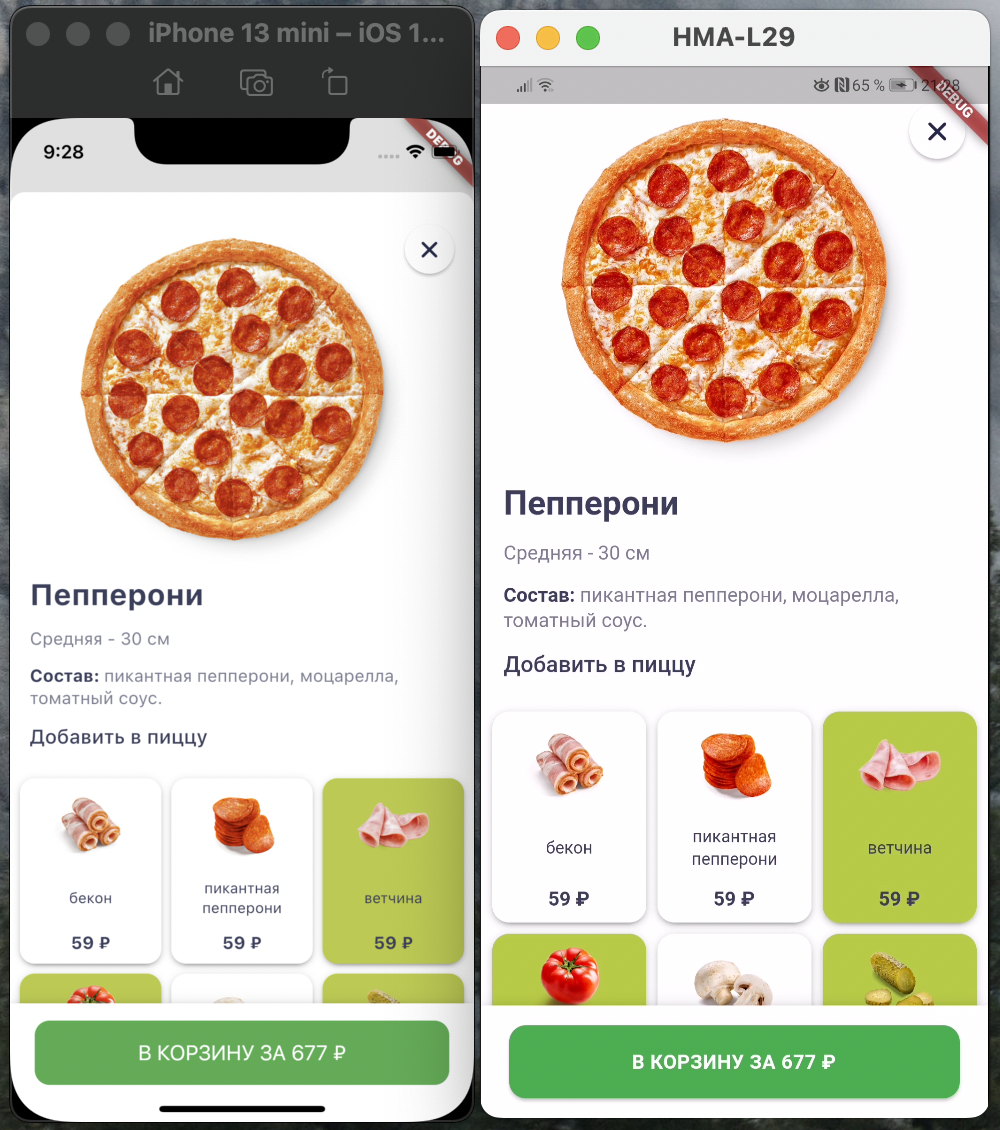 iPhone 13 mini – iOS 1...
9:28
DEBUG
Пепперони
Средняя - 30 см
Состав: пикантная пепперони, моцарелла,
томатный соус.
Добавить в пиццу
бекон
59 ₽
пикантная
пепперони
59 ₽
ветчина
59 ₽
В КОРЗИНУ ЗА 677 ₽
HMA-L29
65 %
21:28
DEBUG
Пепперони
Средняя - 30 см
Состав: пикантная пепперони, моцарелла,
томатный соус.
Добавить в пиццу
бекон
59 ₽
пикантная
пепперони
59 ₽
ветчина
59 ₽
В КОРЗИНУ ЗА 677 ₽